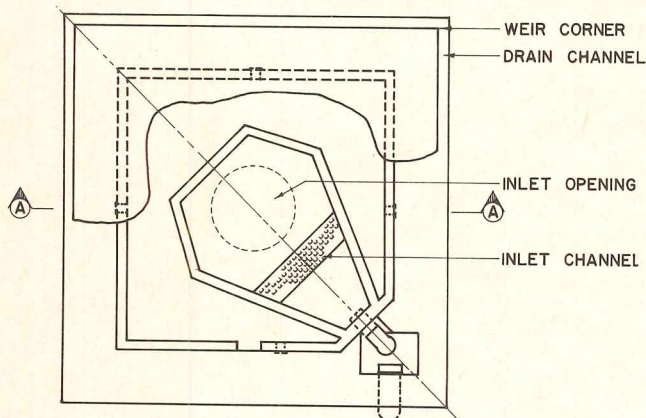 WEIR CORNER
DRAIN CHANNEL
INLET OPENING
A
A
INLET CHANNEL